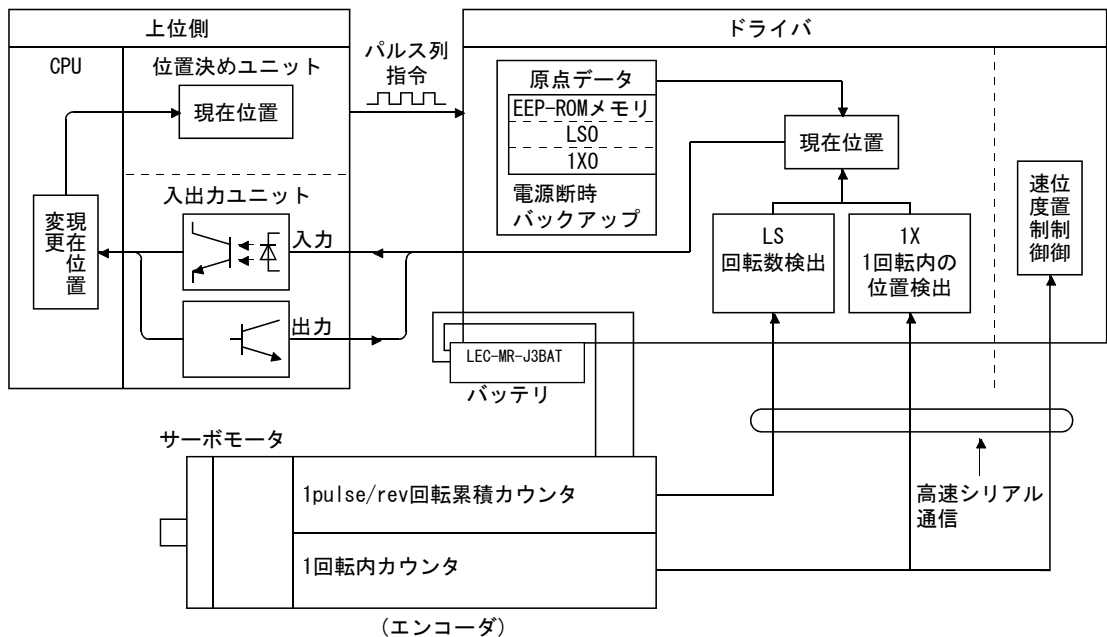 上位側
CPU
位置決めユニット
現在位置
入出力ユニット
現在位置
変更
入力
出力
パルス列
指令
ドライバ
原点データ
EEP-ROMメモリ
LS0
1X0
電源断時
バックアップ
現在位置
LS
回転数検出
1X
1回転内の
位置検出
位置制御
速度制御
LEC-MR-J3BAT
バッテリ
サーボモータ
1pulse/rev回転累積カウンタ
1回転内カウンタ
(エンコーダ)
高速シリアル
通信